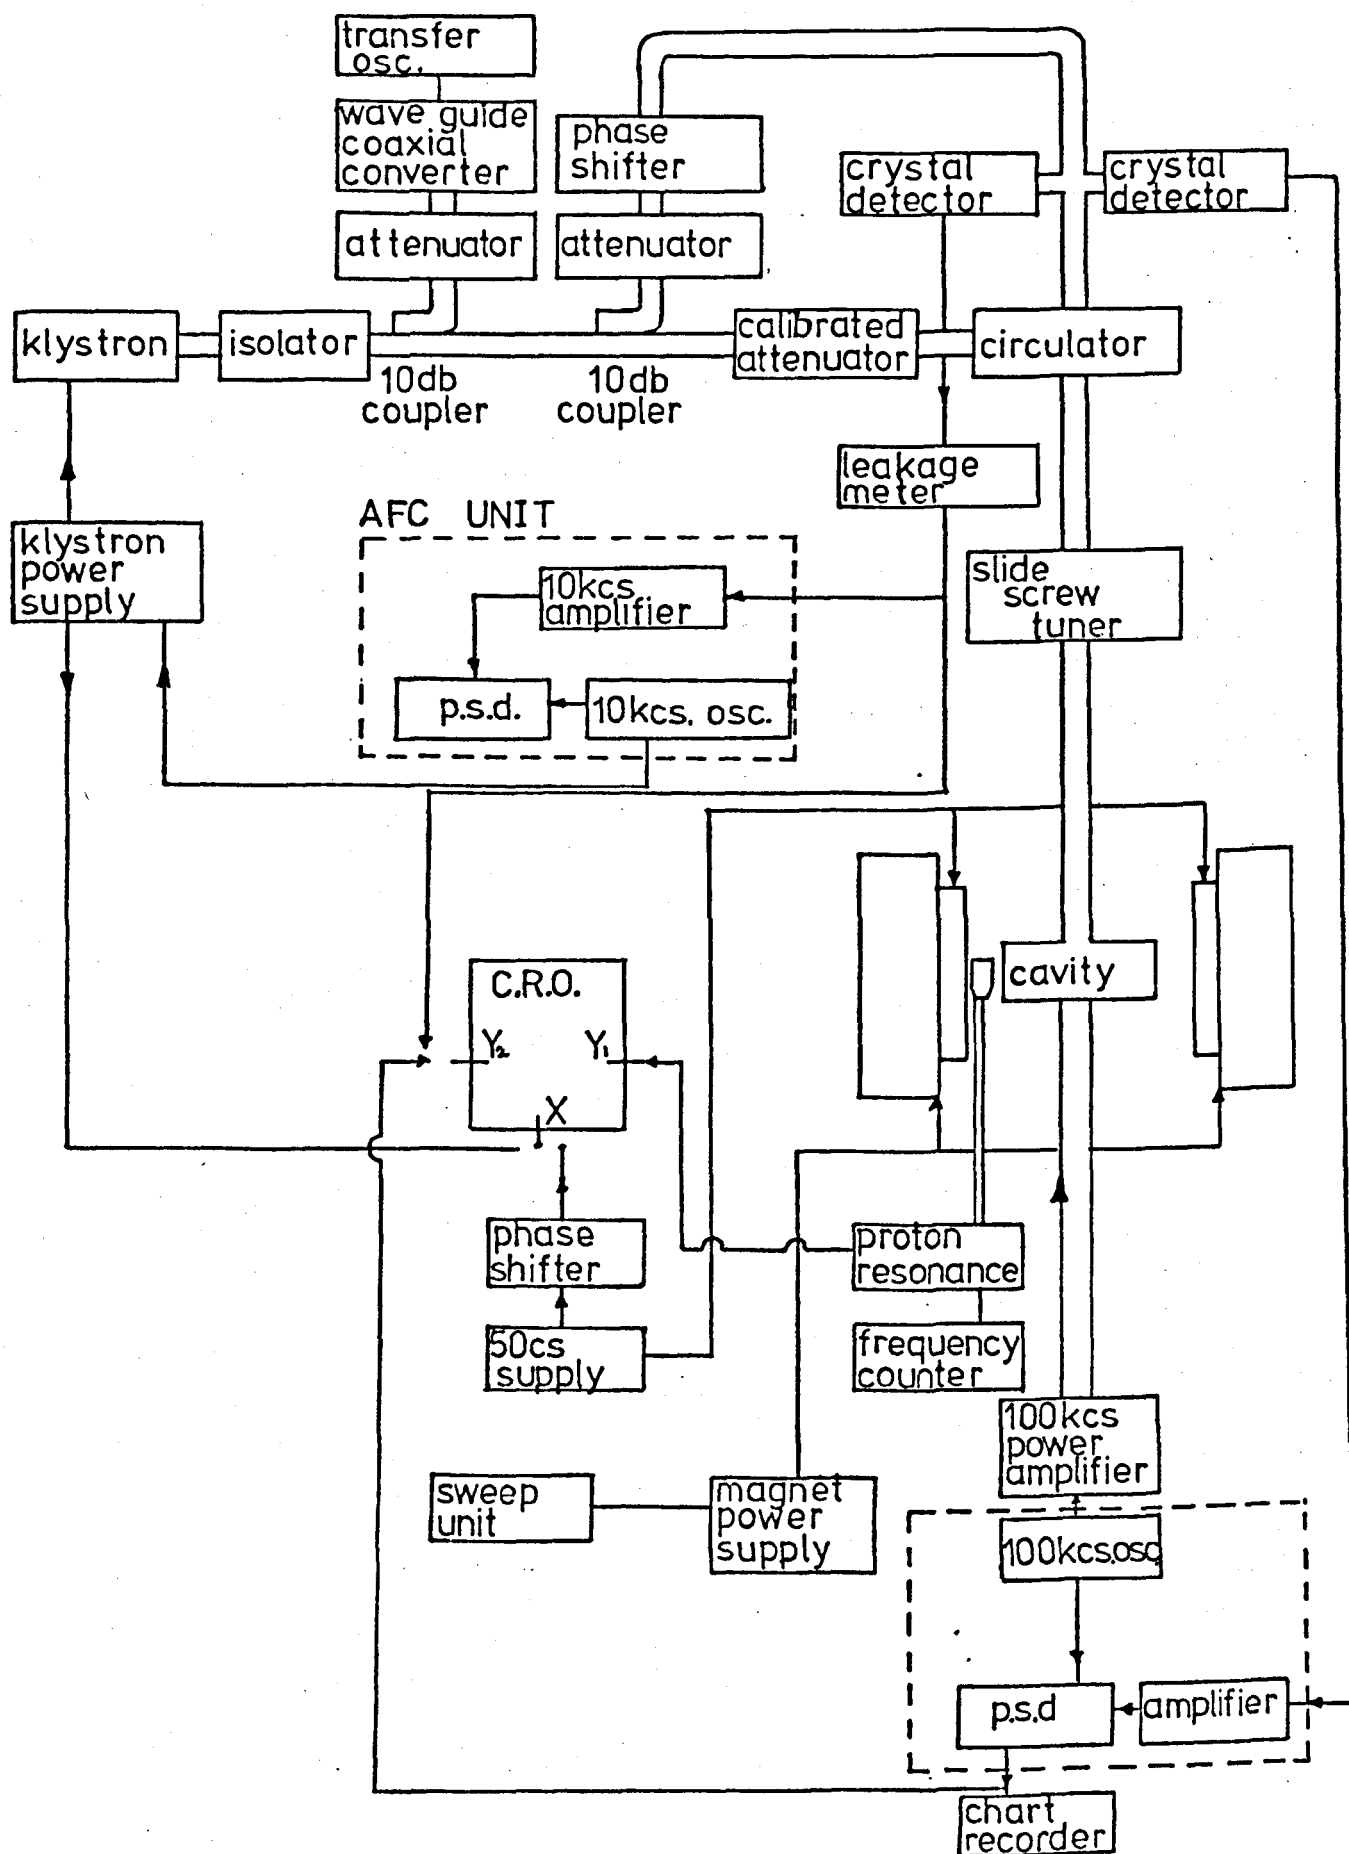 transfer
osc.
wave guide
coaxial
converter
phase
shifter
crystal
detector
crystal
detector
attenuator
attenuator
klystron
isolator
calibrated
attenuator
circulator
10db
coupler
10db
coupler
leakage
meter
AFC UNIT
klystron
power
supply
10kcs
amplifier
slide
screw
tuner
p.s.d.
10kcs. osc.
C.R.O.
Y2
Y1
X
cavity
phase
shifter
proton
resonance
50cs
supply
frequency
counter
100kcs
power
amplifier
sweep
unit
magnet
power
supply
100kcs.osc
p.s.d
amplifier
chart
recorder